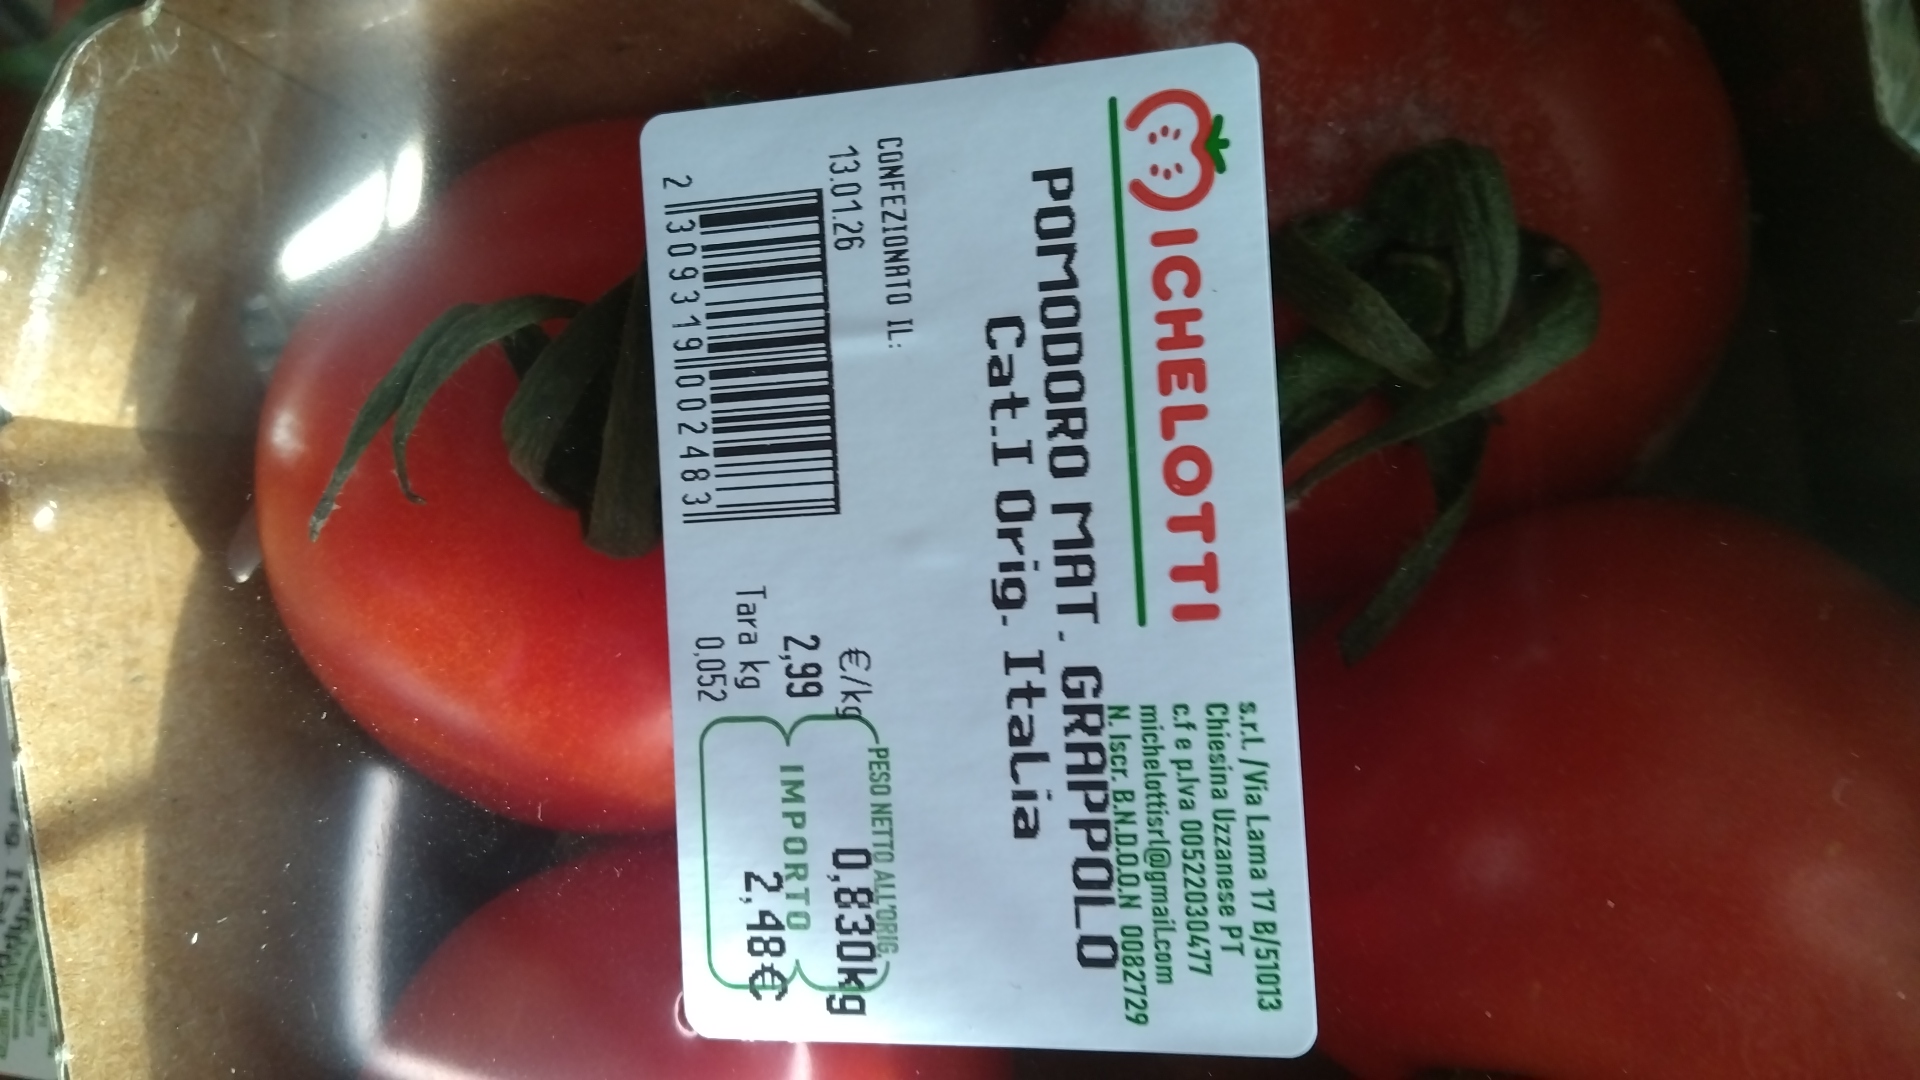 MICHELOTTI
s.r.l. /Via Lama 17 B/51013
Chiesina Uzzanese PT
c.f e p.Iva 00522030477
michelottisrl@gmail.com
N. Iscr. B.N.D.O.O.N 0082729
POMODORO MAT. GRAPPOLO
Cat.I Orig. Italia
CONFEZIONATO IL:
13.01.26
2 309319 002483
€/kg
2,99
Tara kg
0,052
PESO NETTO ALL'ORIG.
0,830kg
IMPORTO
2,48€